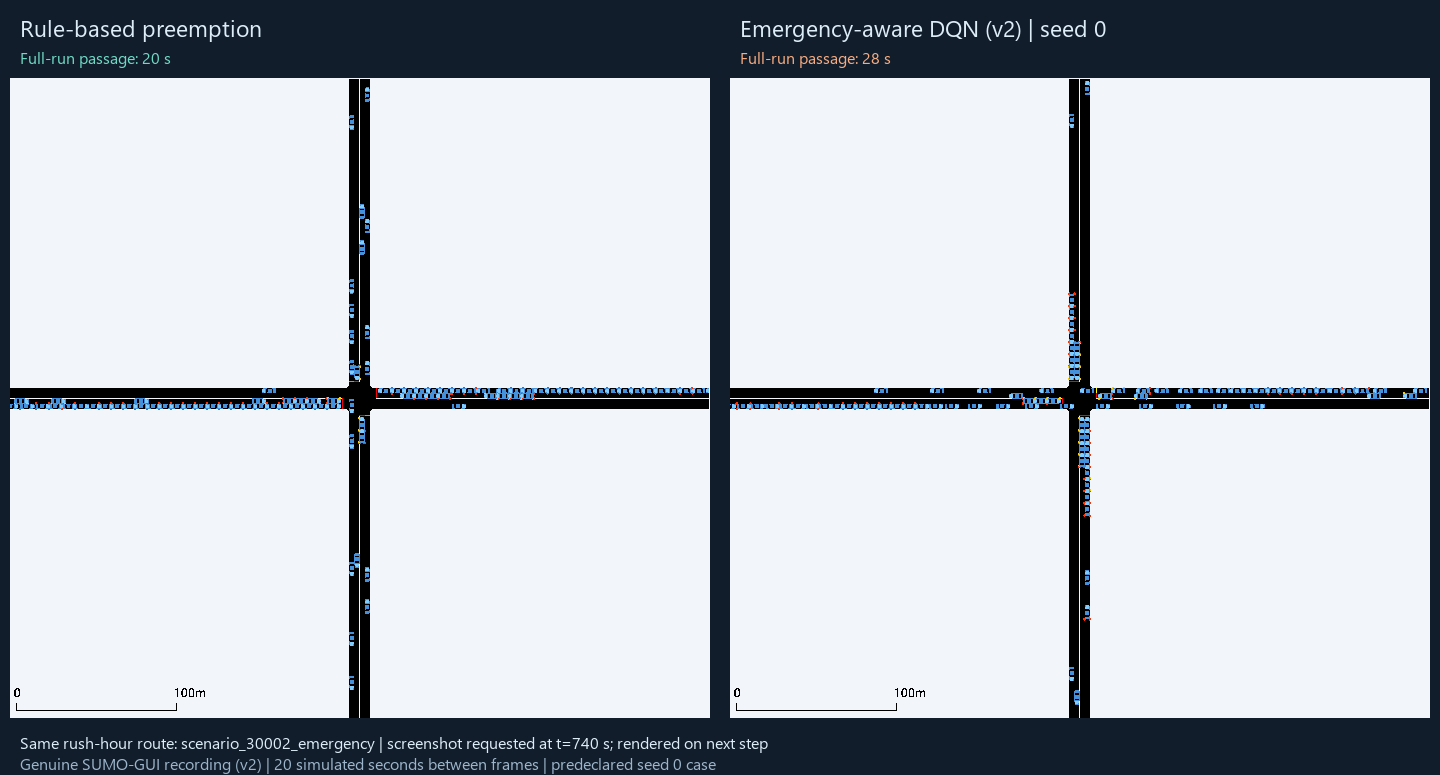 Rule-based preemption
Full-run passage: 20 s
Emergency-aware DQN (v2) | seed 0
Full-run passage: 28 s
0 100m
0 100m
Same rush-hour route: scenario_30002_emergency | screenshot requested at t=740 s; rendered on next step
Genuine SUMO-GUI recording (v2) | 20 simulated seconds between frames | predeclared seed 0 case